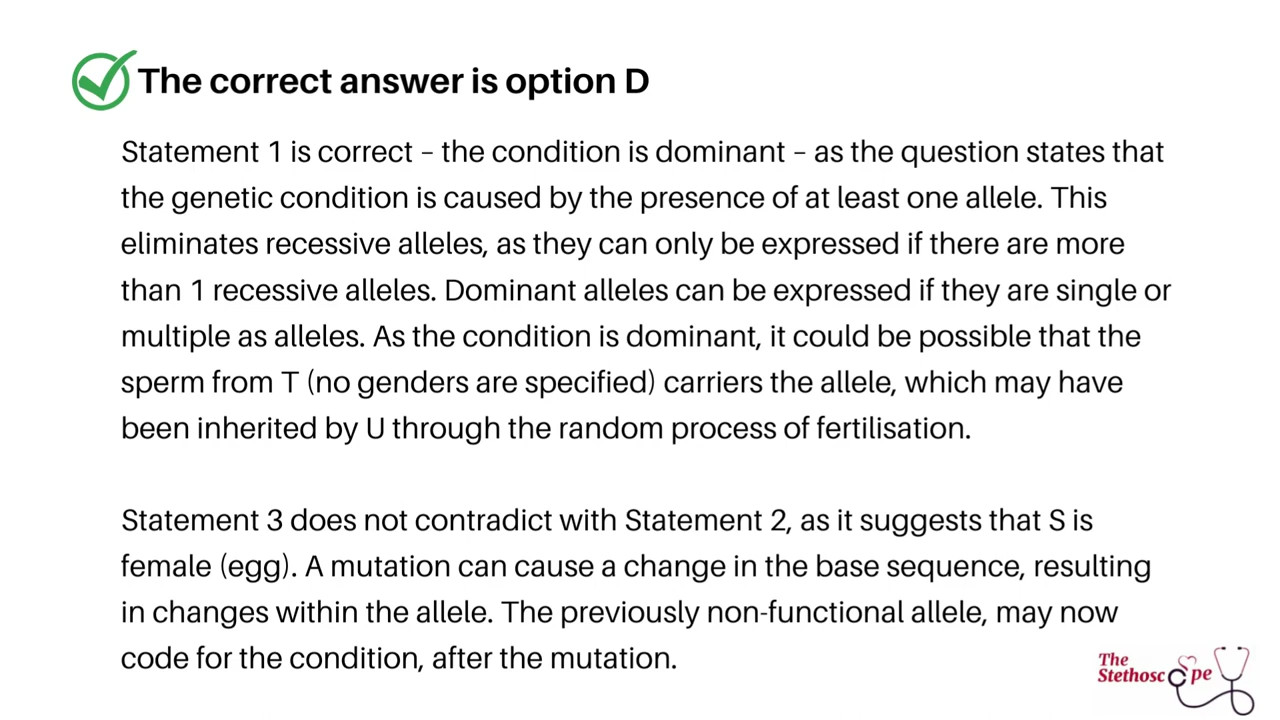 The correct answer is option D
Statement 1 is correct – the condition is dominant – as the question states that
the genetic condition is caused by the presence of at least one allele. This
eliminates recessive alleles, as they can only be expressed if there are more
than 1 recessive alleles. Dominant alleles can be expressed if they are single or
multiple as alleles. As the condition is dominant, it could be possible that the
sperm from T (no genders are specified) carriers the allele, which may have
been inherited by U through the random process of fertilisation.
Statement 3 does not contradict with Statement 2, as it suggests that S is
female (egg). A mutation can cause a change in the base sequence, resulting
in changes within the allele. The previously non-functional allele, may now
code for the condition, after the mutation.
The
Stethoscope